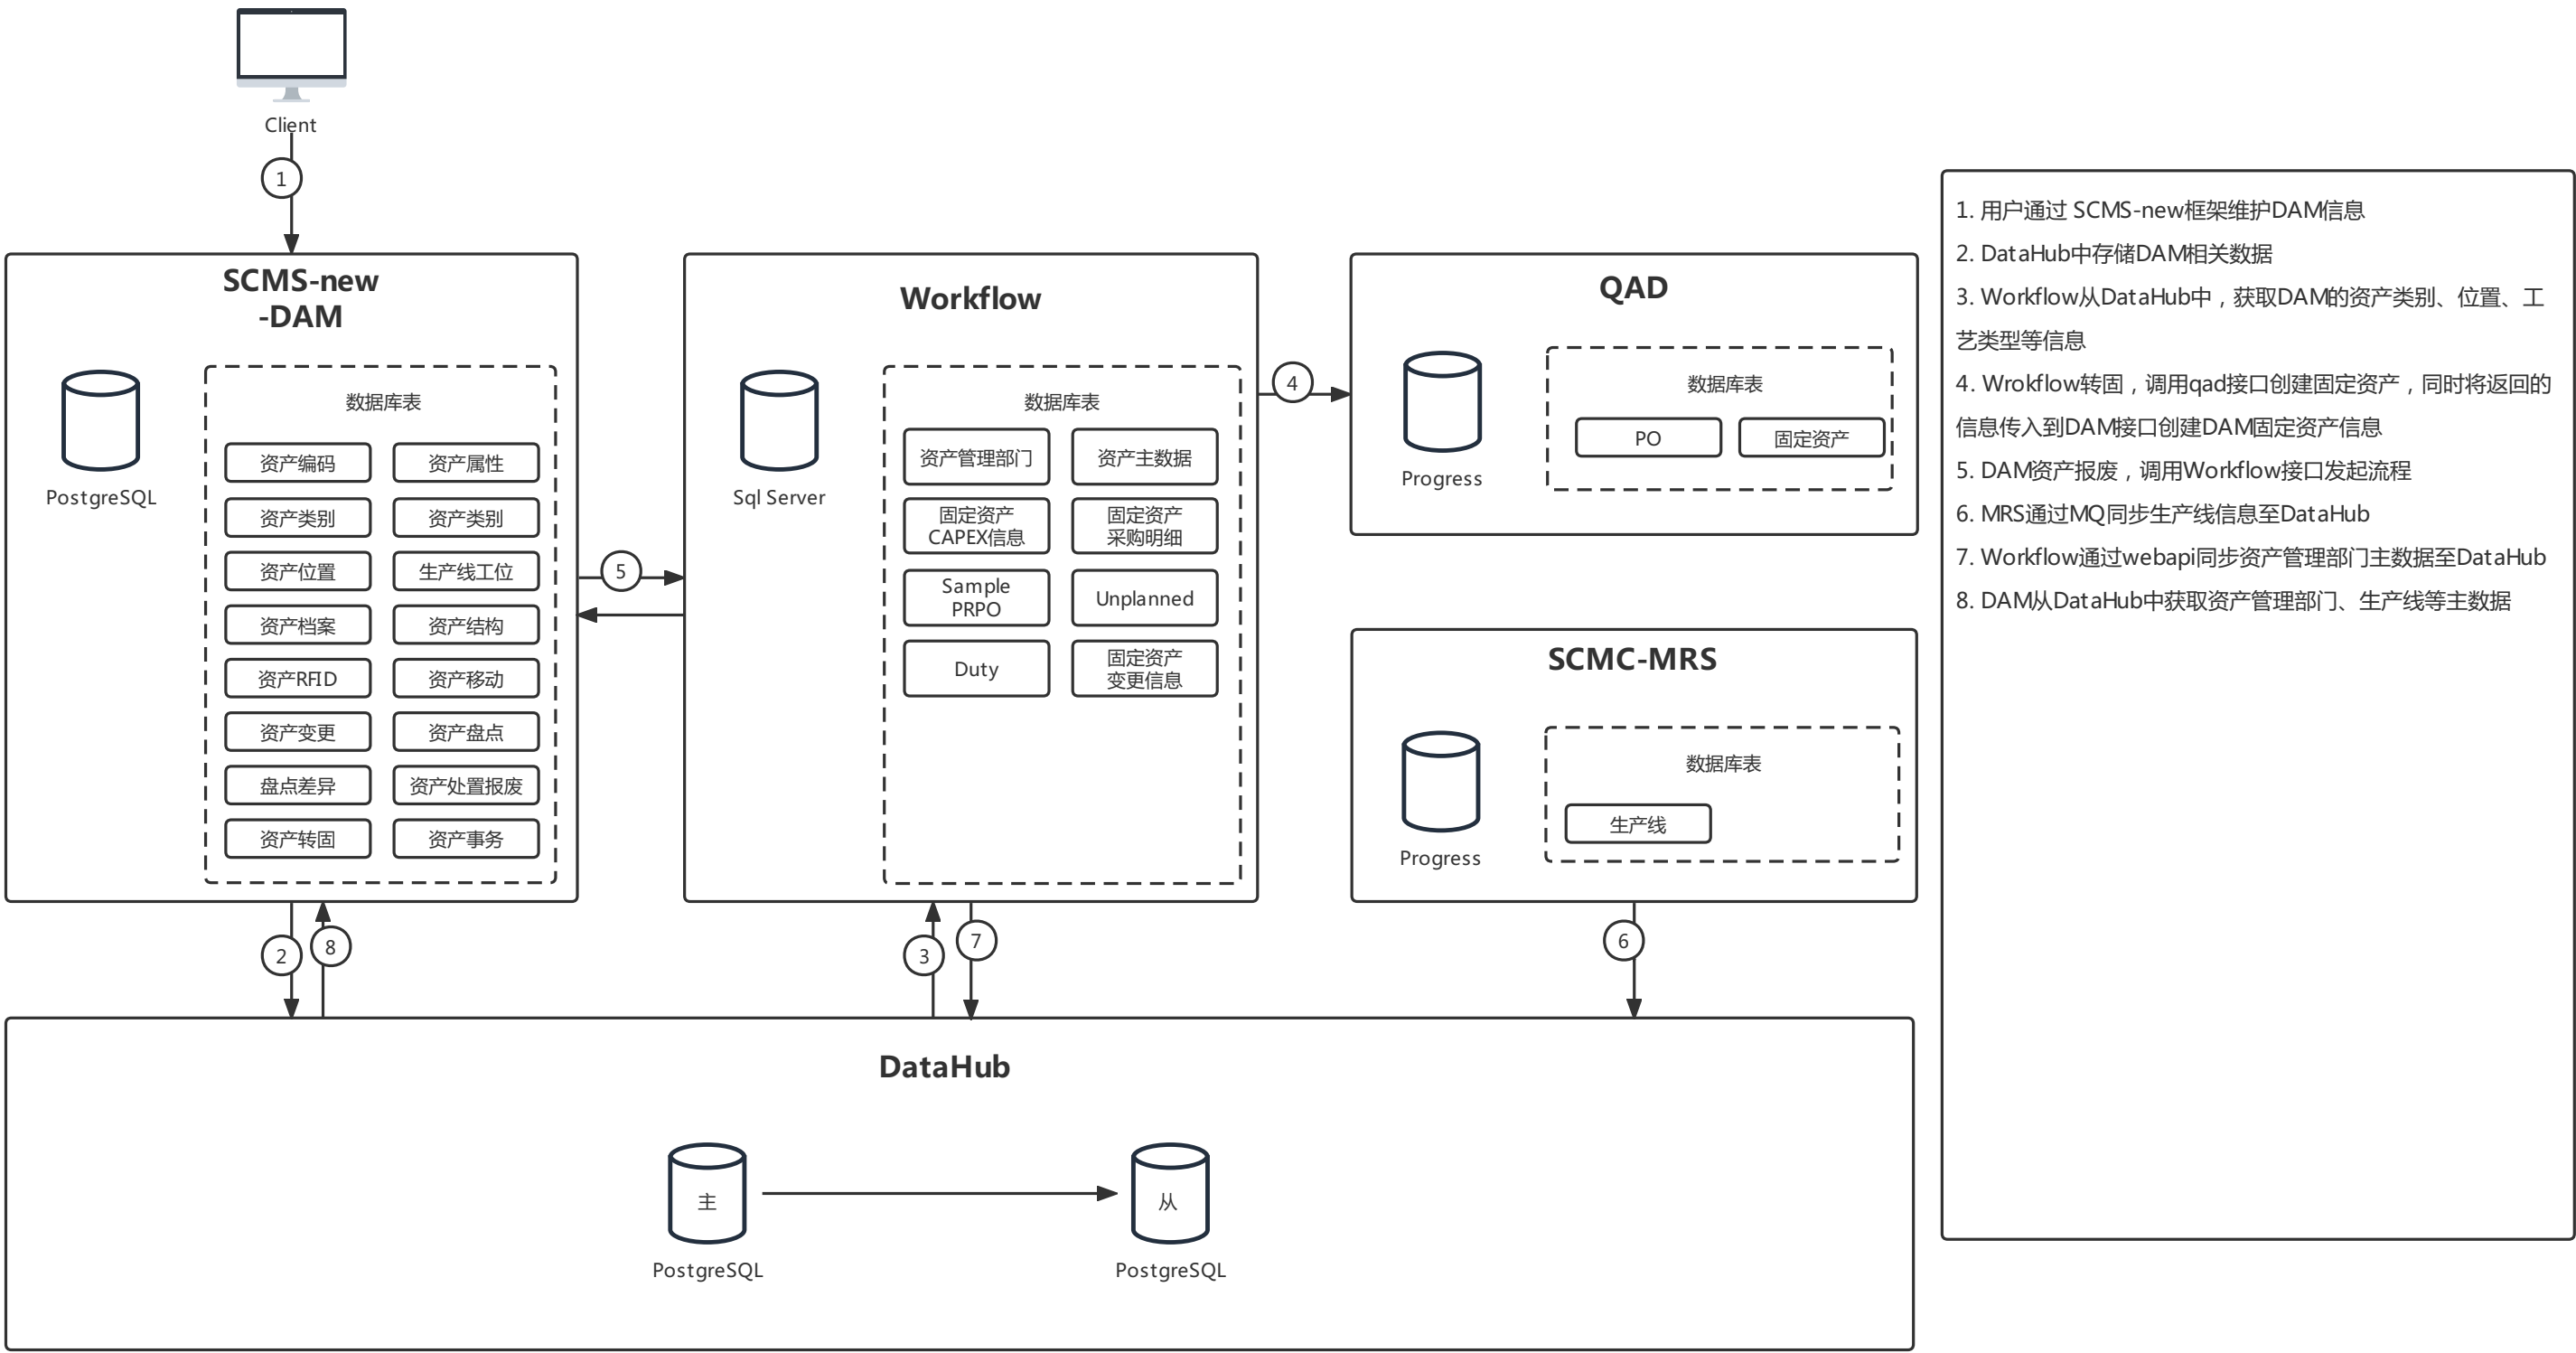 Client
1
SCMS-new
-DAM
PostgreSQL
数据库表
资产编码
资产属性
资产类别
资产类别
资产位置
生产线工位
资产档案
资产结构
资产RFID
资产移动
资产变更
资产盘点
盘点差异
资产处置报废
资产转固
资产事务
5
Workflow
Sql Server
数据库表
资产管理部门
资产主数据
固定资产
CAPEX信息
固定资产
采购明细
Sample
PRPO
Unplanned
Duty
固定资产
变更信息
4
QAD
Progress
数据库表
PO
固定资产
SCMC-MRS
Progress
数据库表
生产线
2
8
3
7
6
DataHub
主
PostgreSQL
从
PostgreSQL
1. 用户通过 SCMS-new框架维护DAM信息
2. DataHub中存储DAM相关数据
3. Workflow从DataHub中，获取DAM的资产类别、位置、工
艺类型等信息
4. Wrokflow转固，调用qad接口创建固定资产，同时将返回的
信息传入到DAM接口创建DAM固定资产信息
5. DAM资产报废，调用Workflow接口发起流程
6. MRS通过MQ同步生产线信息至DataHub
7. Workflow通过webapi同步资产管理部门主数据至DataHub
8. DAM从DataHub中获取资产管理部门、生产线等主数据